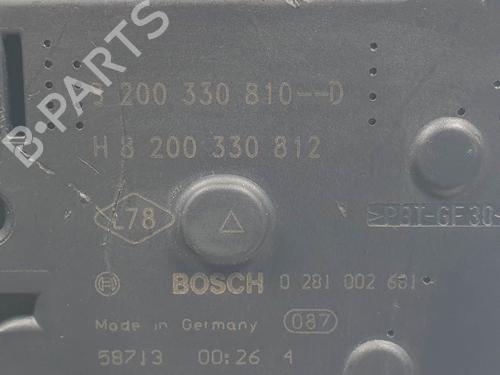 B-PARTS
8 200 330 810--D
H 8 200 330 812
L78
>PBT-GF30
BOSCH 0 281 002 681
Made in Germany 087
58713 00:26 4